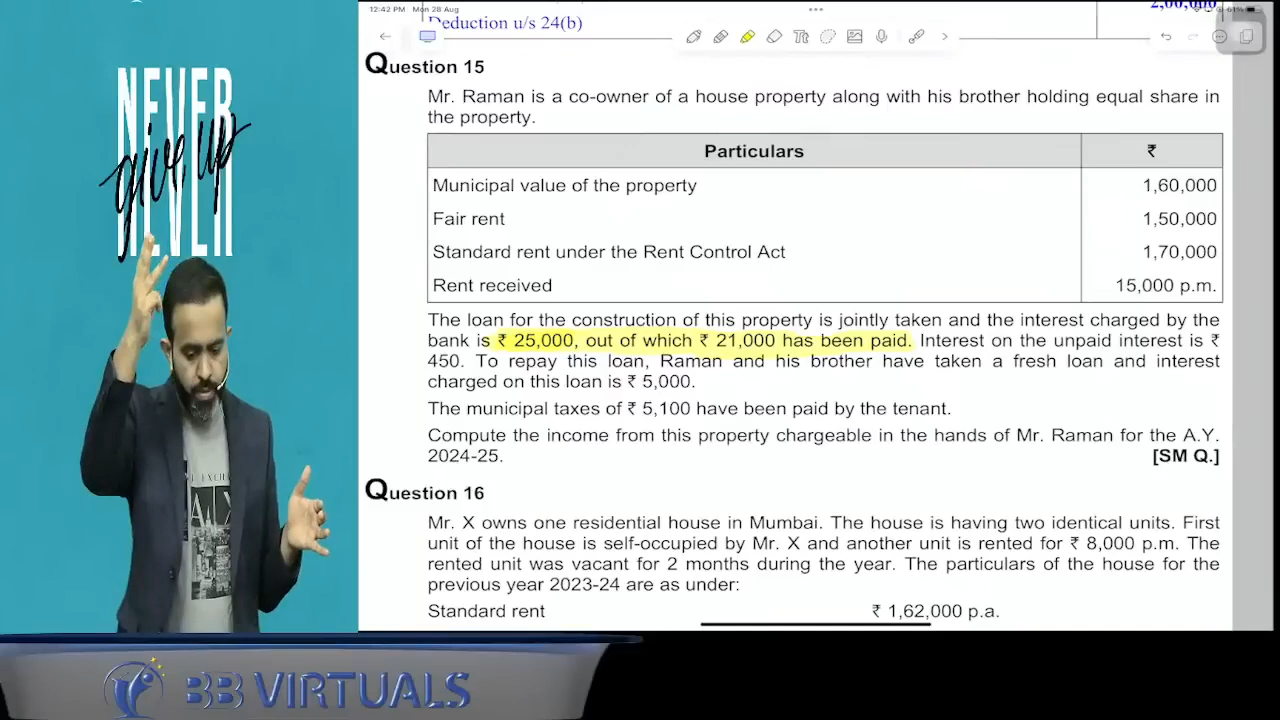 12:42 PM Mon 28 Aug
61%
2,00,000
Deduction u/s 24(b)
NEVER
give up
NEVER
Question 15
Mr. Raman is a co-owner of a house property along with his brother holding equal share in
the property.
Particulars ₹
Municipal value of the property 1,60,000
Fair rent 1,50,000
Standard rent under the Rent Control Act 1,70,000
Rent received 15,000 p.m.
The loan for the construction of this property is jointly taken and the interest charged by the
bank is ₹ 25,000, out of which ₹ 21,000 has been paid. Interest on the unpaid interest is ₹
450. To repay this loan, Raman and his brother have taken a fresh loan and interest
charged on this loan is ₹ 5,000.
The municipal taxes of ₹ 5,100 have been paid by the tenant.
Compute the income from this property chargeable in the hands of Mr. Raman for the A.Y.
2024-25. [SM Q.]
Question 16
Mr. X owns one residential house in Mumbai. The house is having two identical units. First
unit of the house is self-occupied by Mr. X and another unit is rented for ₹ 8,000 p.m. The
rented unit was vacant for 2 months during the year. The particulars of the house for the
previous year 2023-24 are as under:
Standard rent ₹ 1,62,000 p.a.
BB VIRTUALS